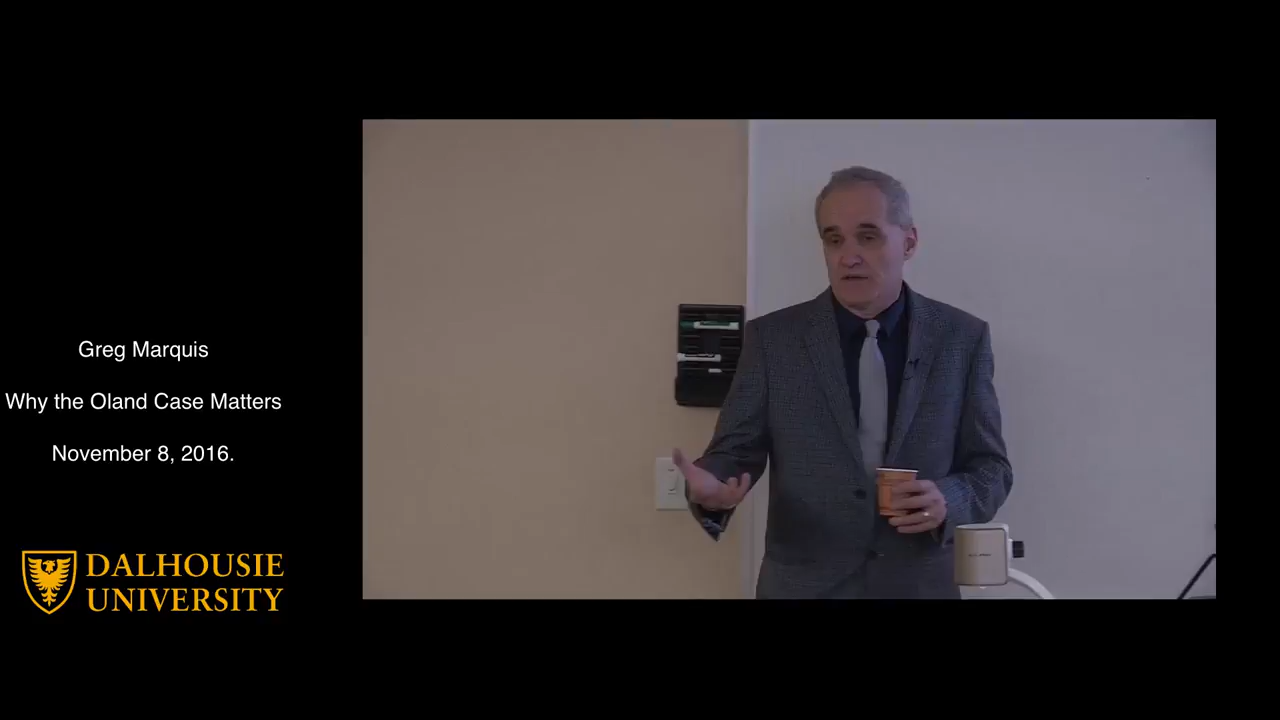 Greg Marquis
Why the Oland Case Matters
November 8, 2016.
DALHOUSIE
UNIVERSITY